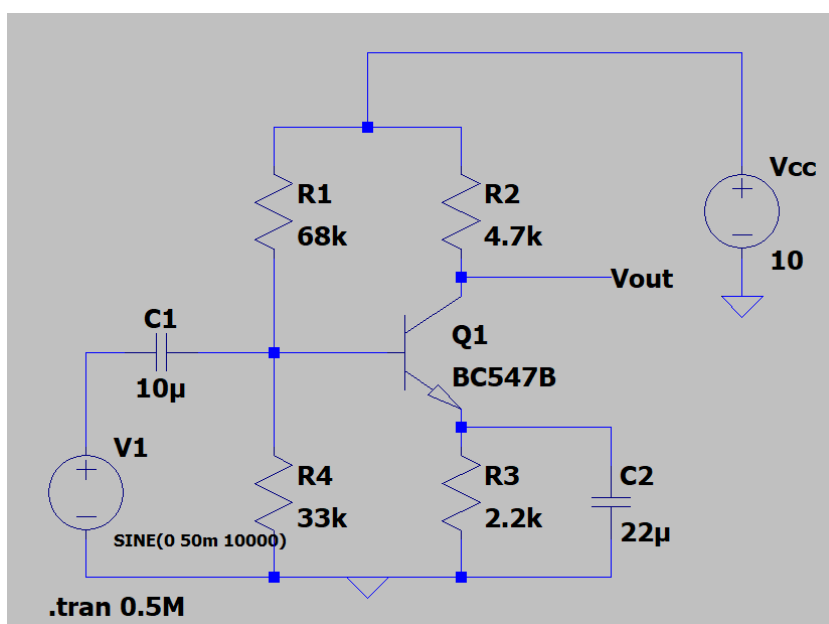 R1
68k
R2
4.7k
Vcc
10
Vout
C1
10µ
Q1
BC547B
V1
SINE(0 50m 10000)
R4
33k
R3
2.2k
C2
22µ
.tran 0.5M